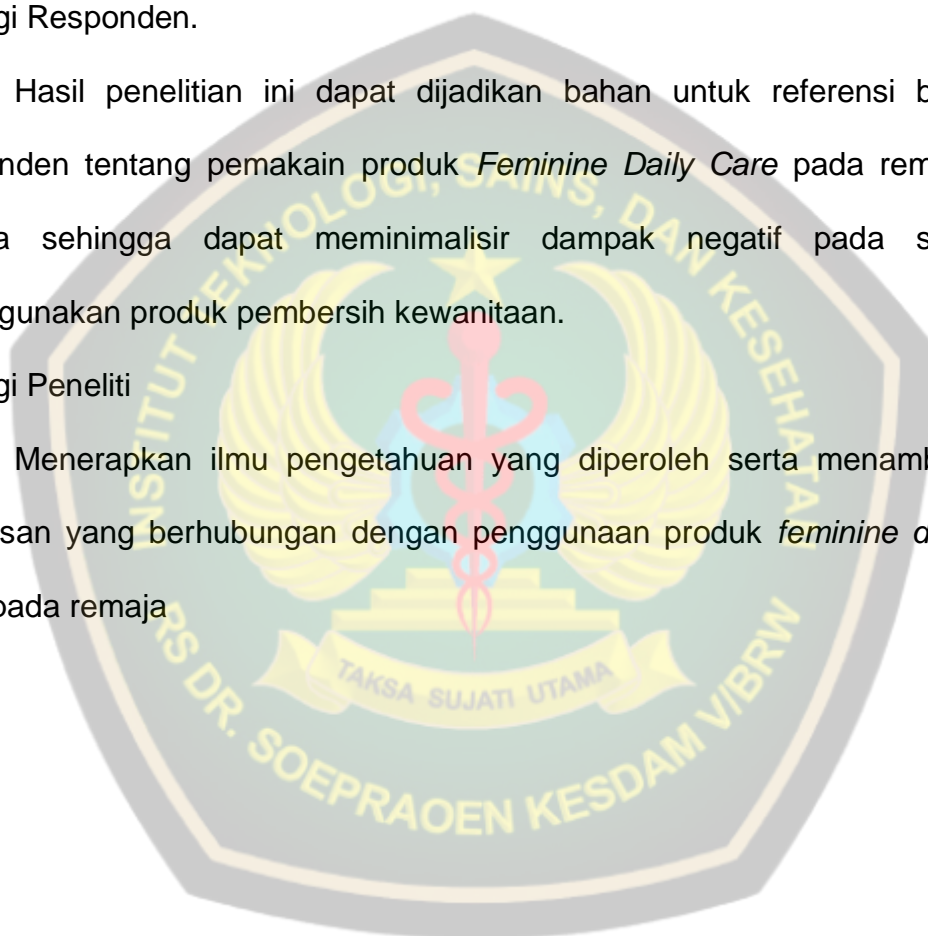 gi Responden.
Hasil penelitian ini dapat dijadikan bahan untuk referensi b
nden tentang pemakain produk Feminine Daily Care pada rem
a sehingga dapat meminimalisir dampak negatif pada s
gunakan produk pembersih kewanitaan.
gi Peneliti
Menerapkan ilmu pengetahuan yang diperoleh serta menamb
san yang berhubungan dengan penggunaan produk feminine d
pada remaja
INSTITUT TEKNOLOGI, SAINS, DAN KESEHATAN
TAKSA SUJATI UTAMA
RS DR. SOEPRAOEN KESDAM V/BRW